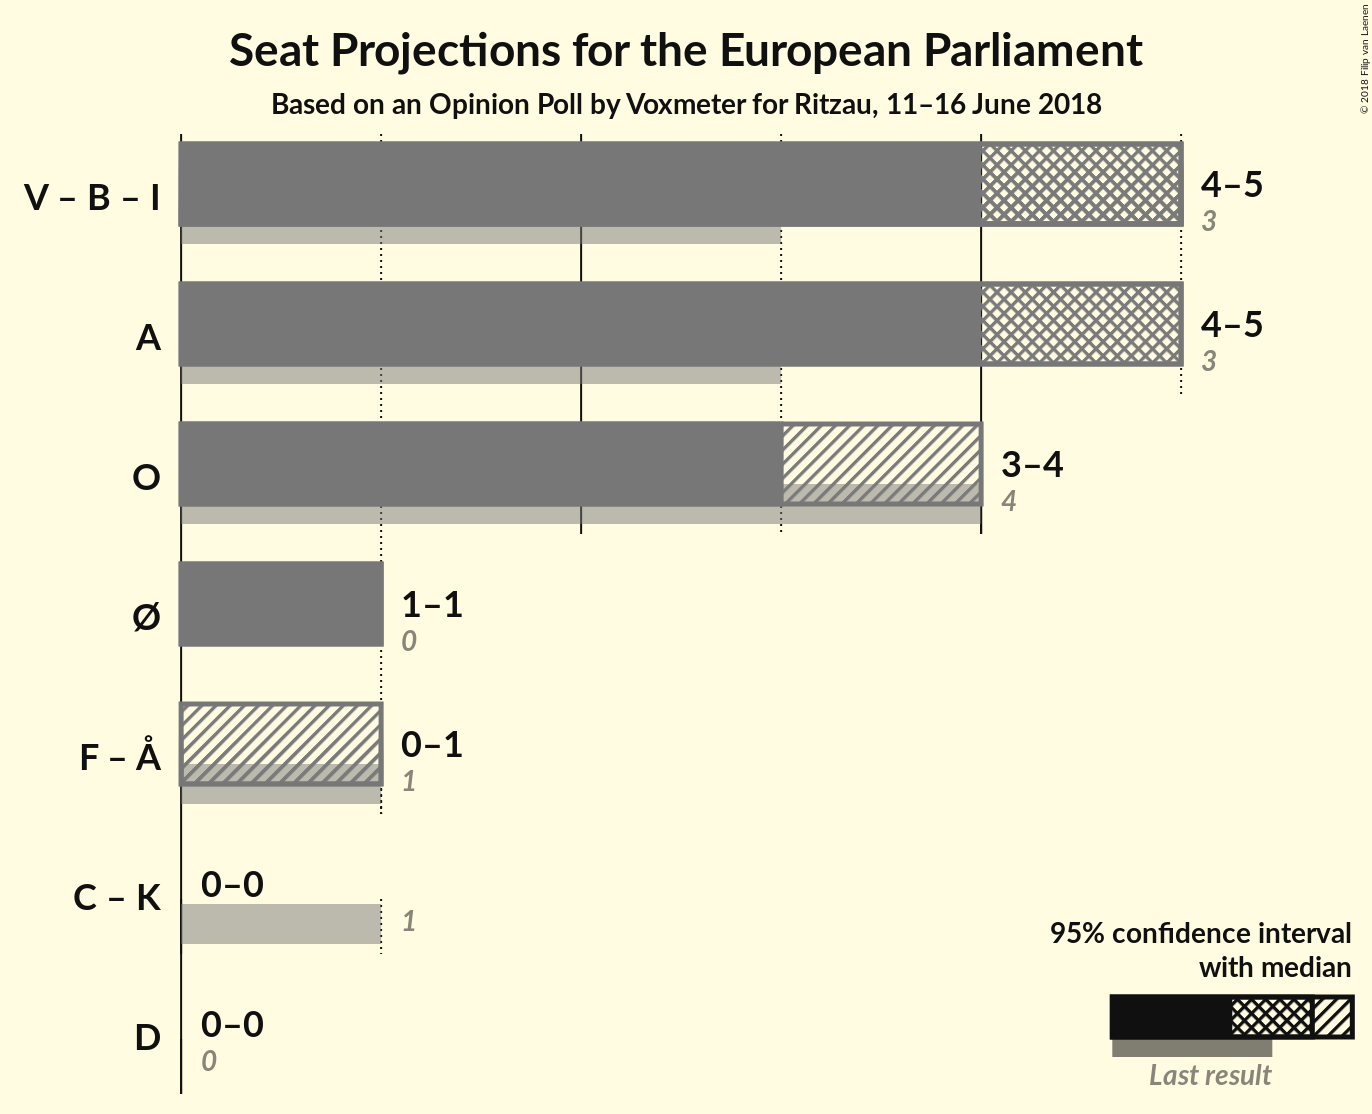 Seat Projections for the European Parliament
Based on an Opinion Poll by Voxmeter for Ritzau, 11–16 June 2018
© 2018 Filip van Laenen
V – B – I
4–5
3
A
4–5
3
O
3–4
4
Ø
1–1
0
F – Å
0–1
1
C – K
0–0
1
D
0–0
0
95% confidence interval
with median
Last result